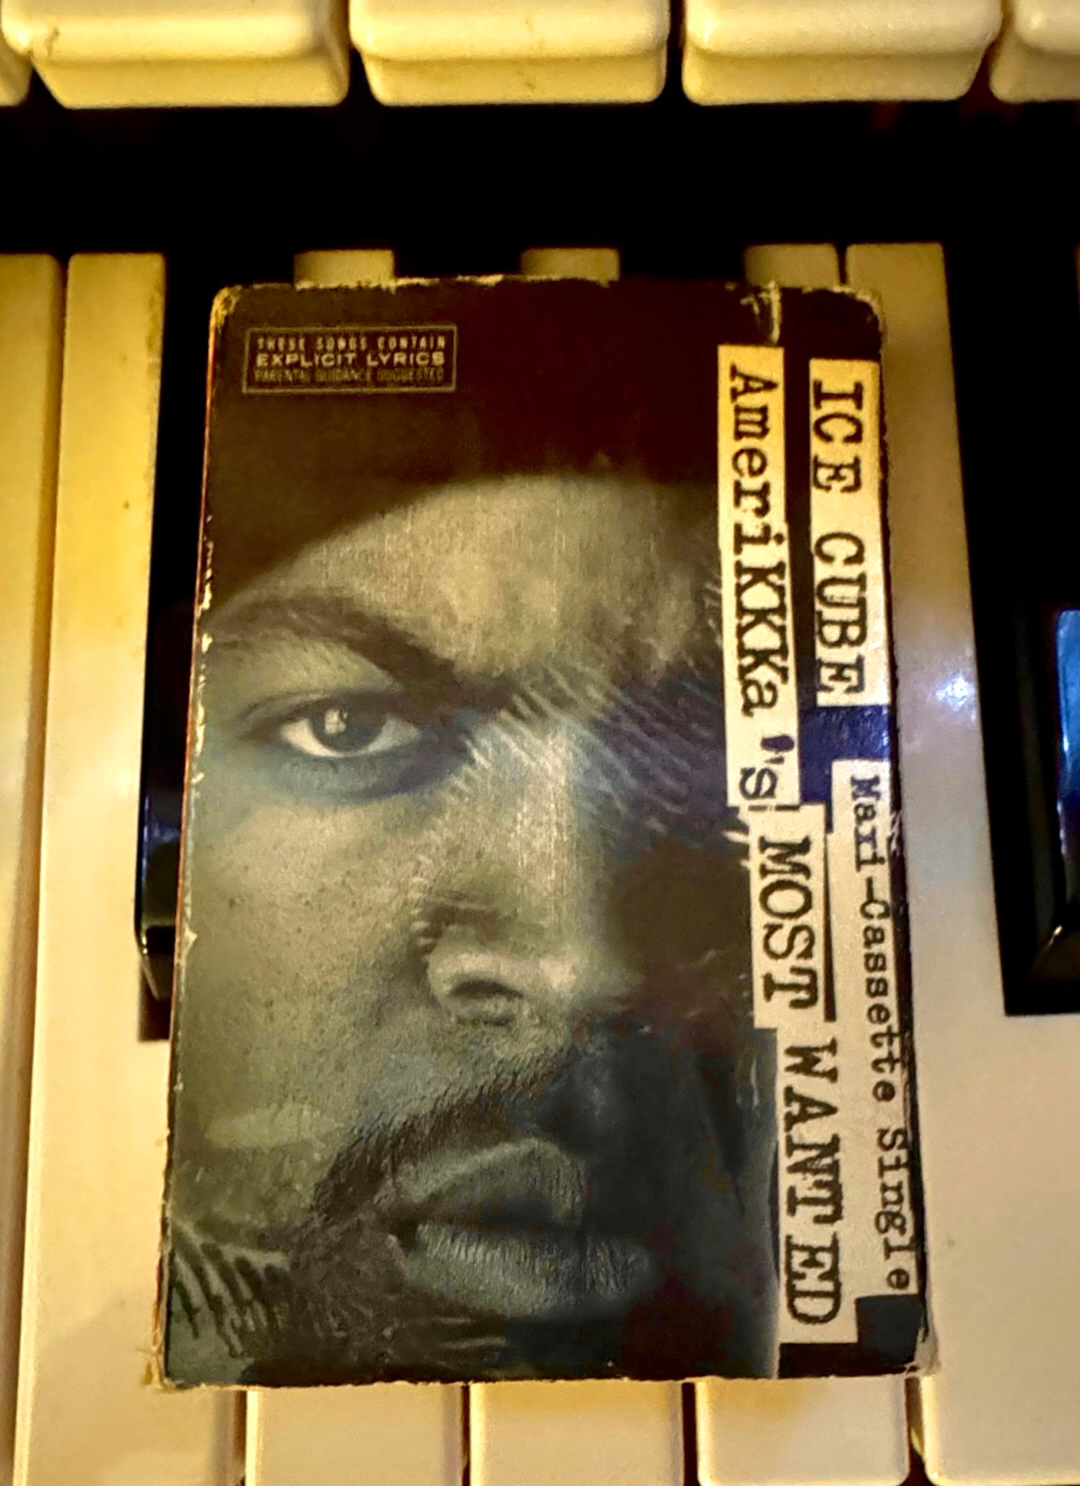 THESE SONGS CONTAIN
EXPLICIT LYRICS
PARENTAL GUIDANCE SUGGESTED
ICE CUBE
Maxi-Cassette Single
AmeriKKKa's MOST WANTED